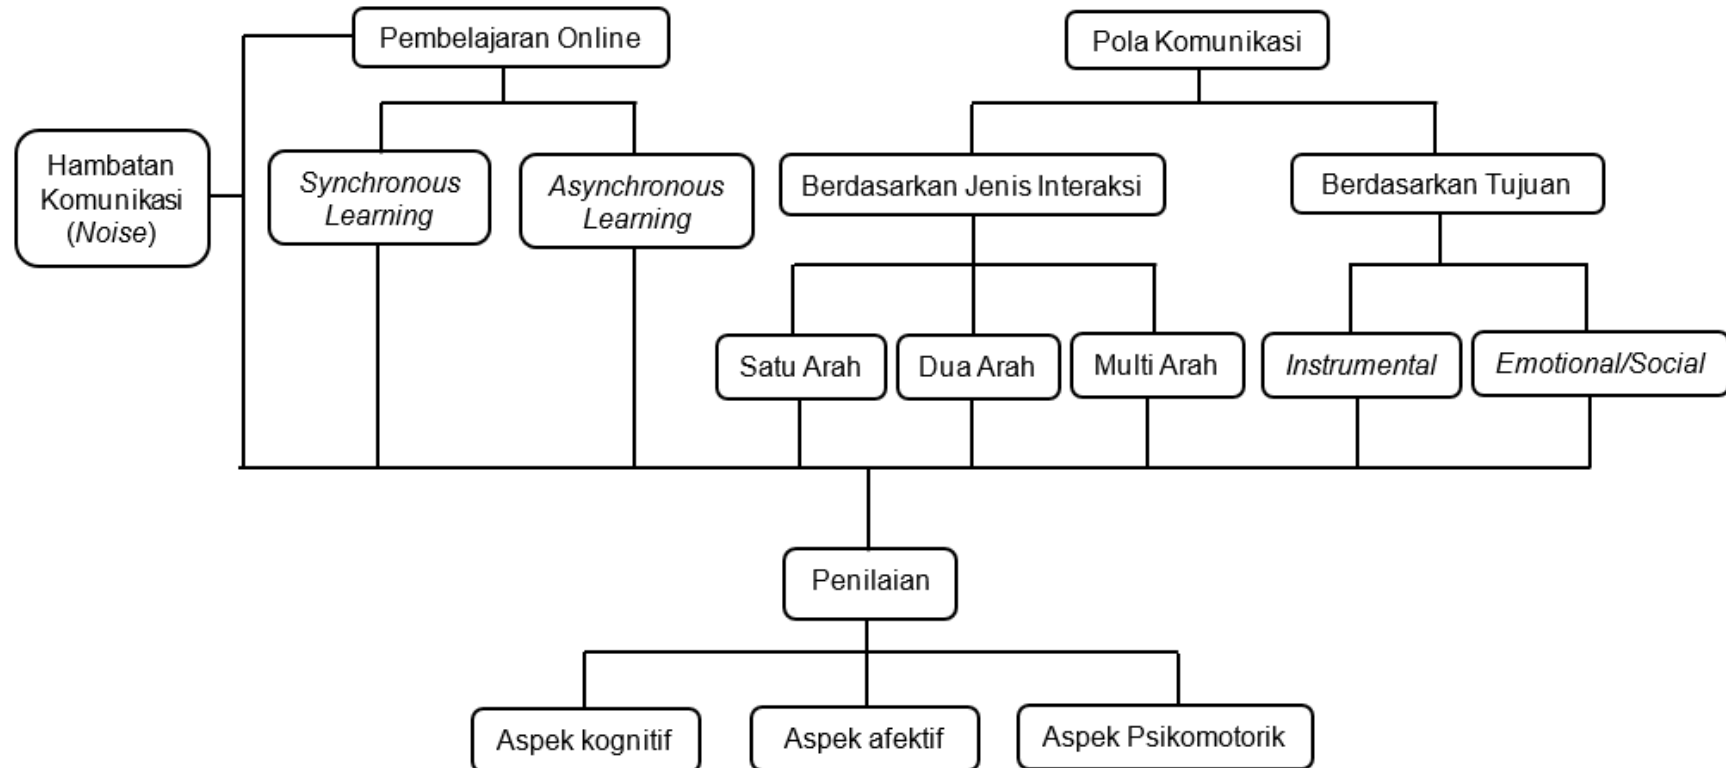 Pembelajaran Online
Pola Komunikasi
Hambatan
Komunikasi
(Noise)
Synchronous
Learning
Asynchronous
Learning
Berdasarkan Jenis Interaksi
Berdasarkan Tujuan
Satu Arah
Dua Arah
Multi Arah
Instrumental
Emotional/Social
Penilaian
Aspek kognitif
Aspek afektif
Aspek Psikomotorik